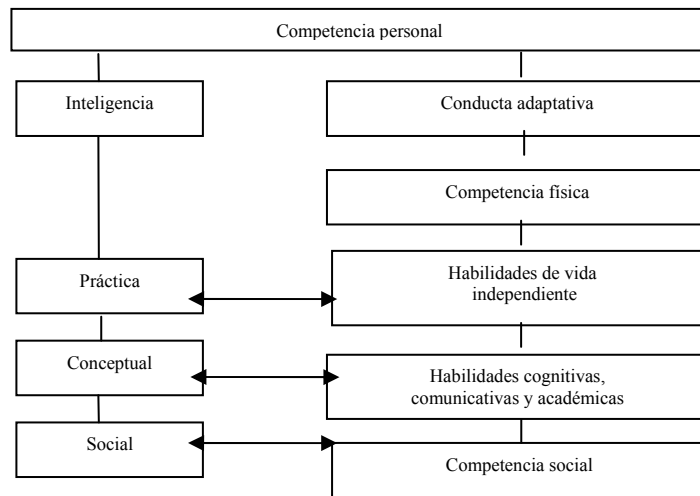 Competencia personal
Inteligencia
Conducta adaptativa
Competencia física
Práctica
Habilidades de vida
independiente
Conceptual
Habilidades cognitivas,
comunicativas y académicas
Social
Competencia social